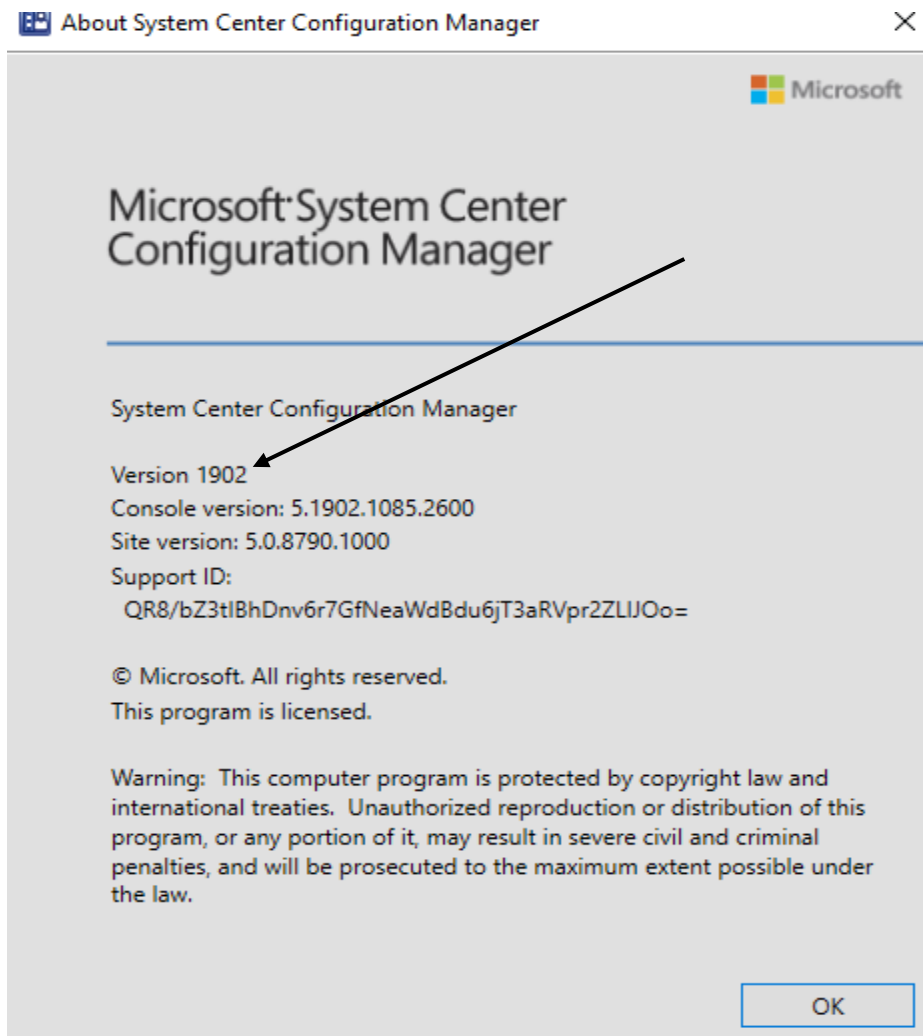 About System Center Configuration Manager
Microsoft
Microsoft System Center
Configuration Manager
System Center Configuration Manager
Version 1902
Console version: 5.1902.1085.2600
Site version: 5.0.8790.1000
Support ID:
QR8/bZ3tIBhDnv6r7GfNeaWdBdu6jT3aRVpr2ZLIJOo=
© Microsoft. All rights reserved.
This program is licensed.
Warning: This computer program is protected by copyright law and
international treaties. Unauthorized reproduction or distribution of this
program, or any portion of it, may result in severe civil and criminal
penalties, and will be prosecuted to the maximum extent possible under
the law.
OK